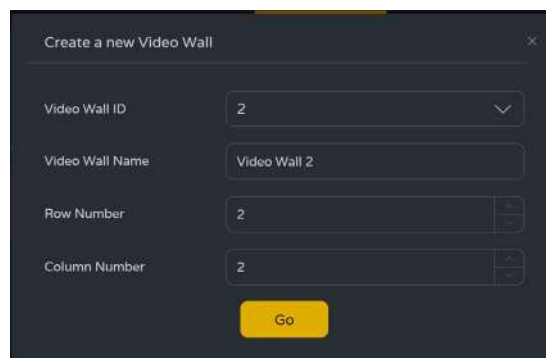 Create a new Video Wall
Video Wall ID 2
Video Wall Name Video Wall 2
Row Number 2
Column Number 2
Go